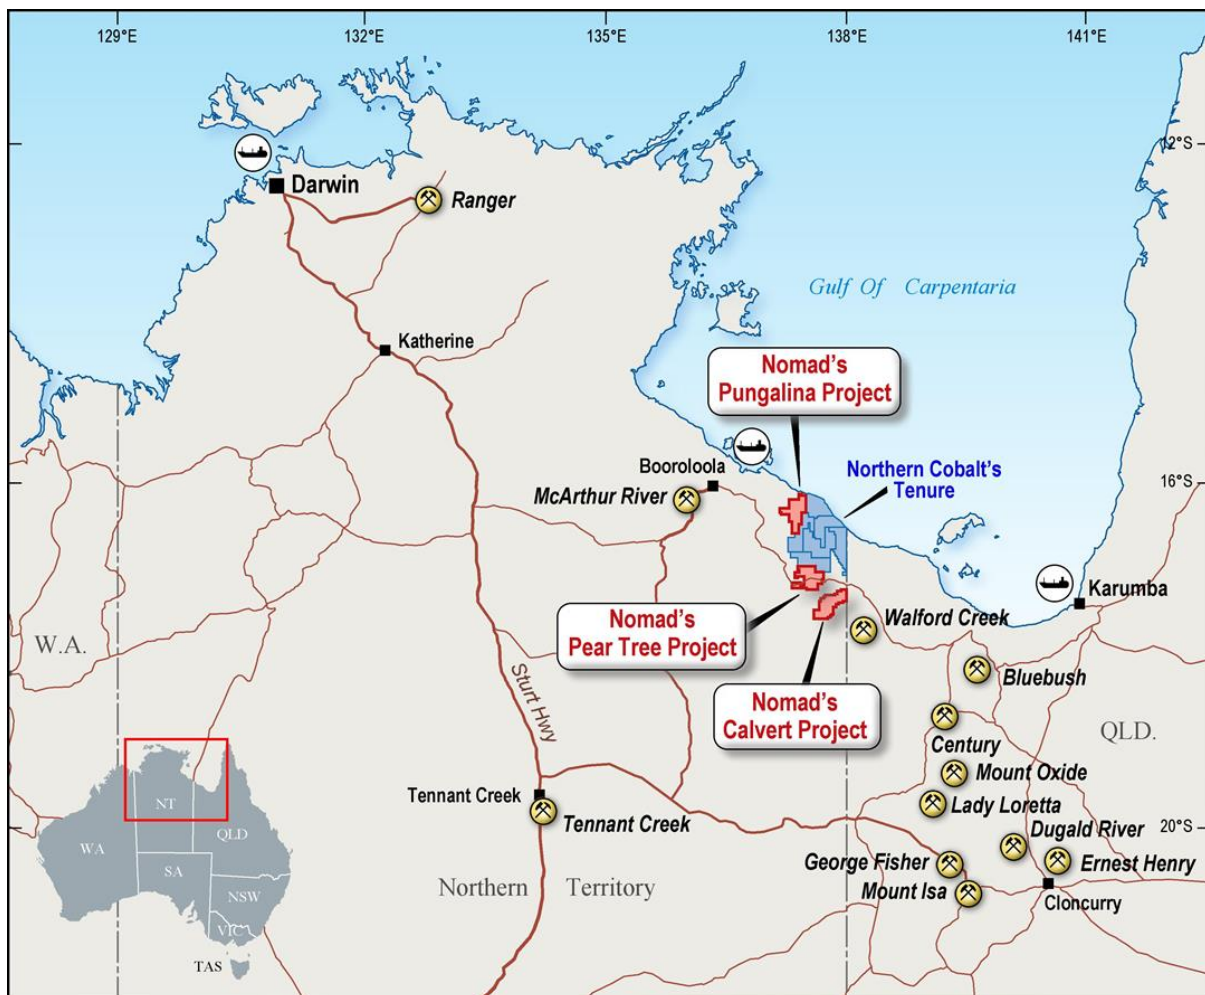 129°E
132°E
135°E
138°E
141°E
12°S
Darwin
Ranger
Gulf Of Carpentaria
Katherine
Nomad's
Pungalina Project
Booroloola
Northern Cobalt's
Tenure
McArthur River
16°S
Karumba
Nomad's
Pear Tree Project
Walford Creek
W.A.
Bluebush
Sturt Hwy
Nomad's
Calvert Project
QLD.
Century
Mount Oxide
Tennant Creek
Lady Loretta
Tennant Creek
Dugald River
20°S
George Fisher
Ernest Henry
Mount Isa
Northern Territory
Cloncurry
NT
QLD
WA
SA
NSW
VIC
TAS